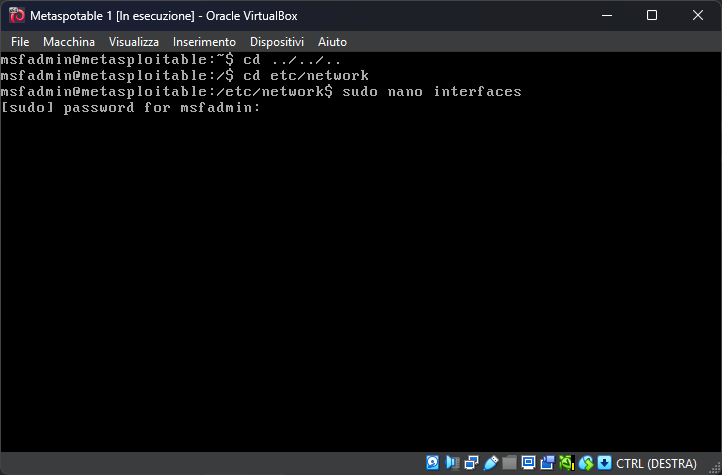 Metaspotable 1 [In esecuzione] - Oracle VirtualBox
File Macchina Visualizza Inserimento Dispositivi Aiuto
msfadmin@metasploitable:~$ cd ../../..
msfadmin@metasploitable:/$ cd etc/network
msfadmin@metasploitable:/etc/network$ sudo nano interfaces
[sudo] password for msfadmin:
CTRL (DESTRA)